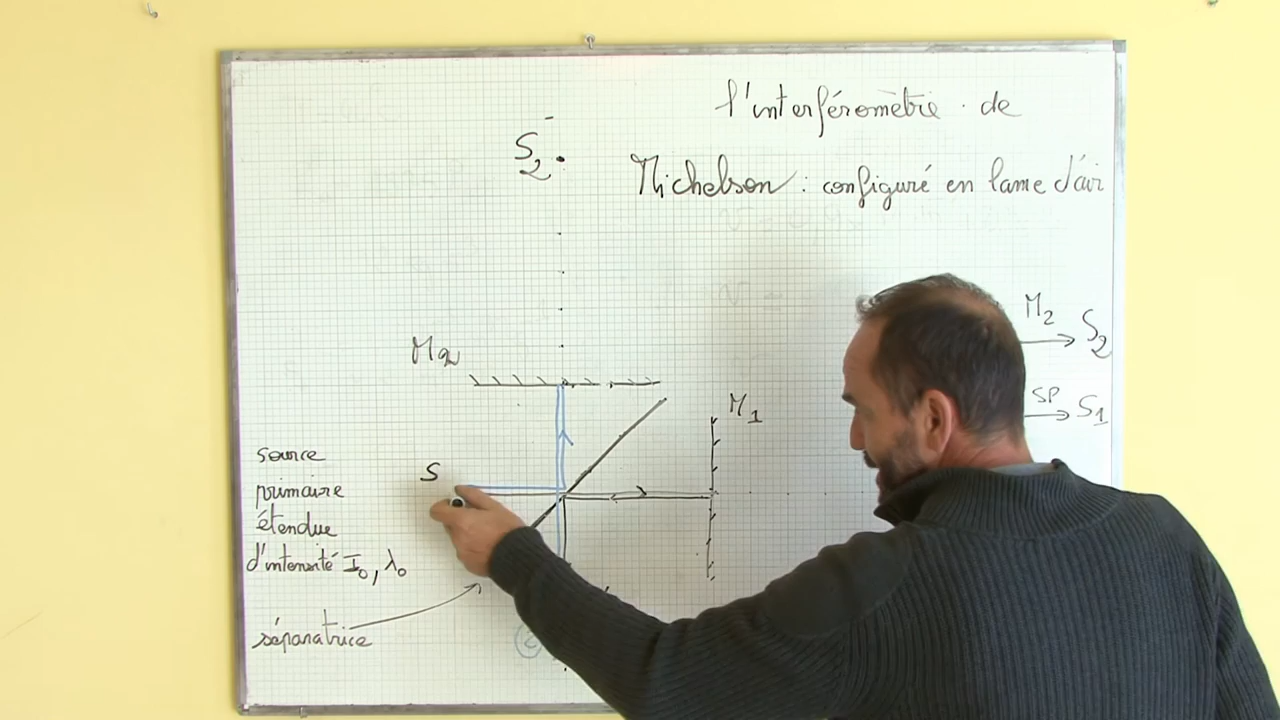 l'interféromètrie de
Michelson : configuré en lame d'air
S2
M2
M1
M2 → S2
SP → S1
S
source
primaire
étendue
d'intensité I0, λ0
séparatrice